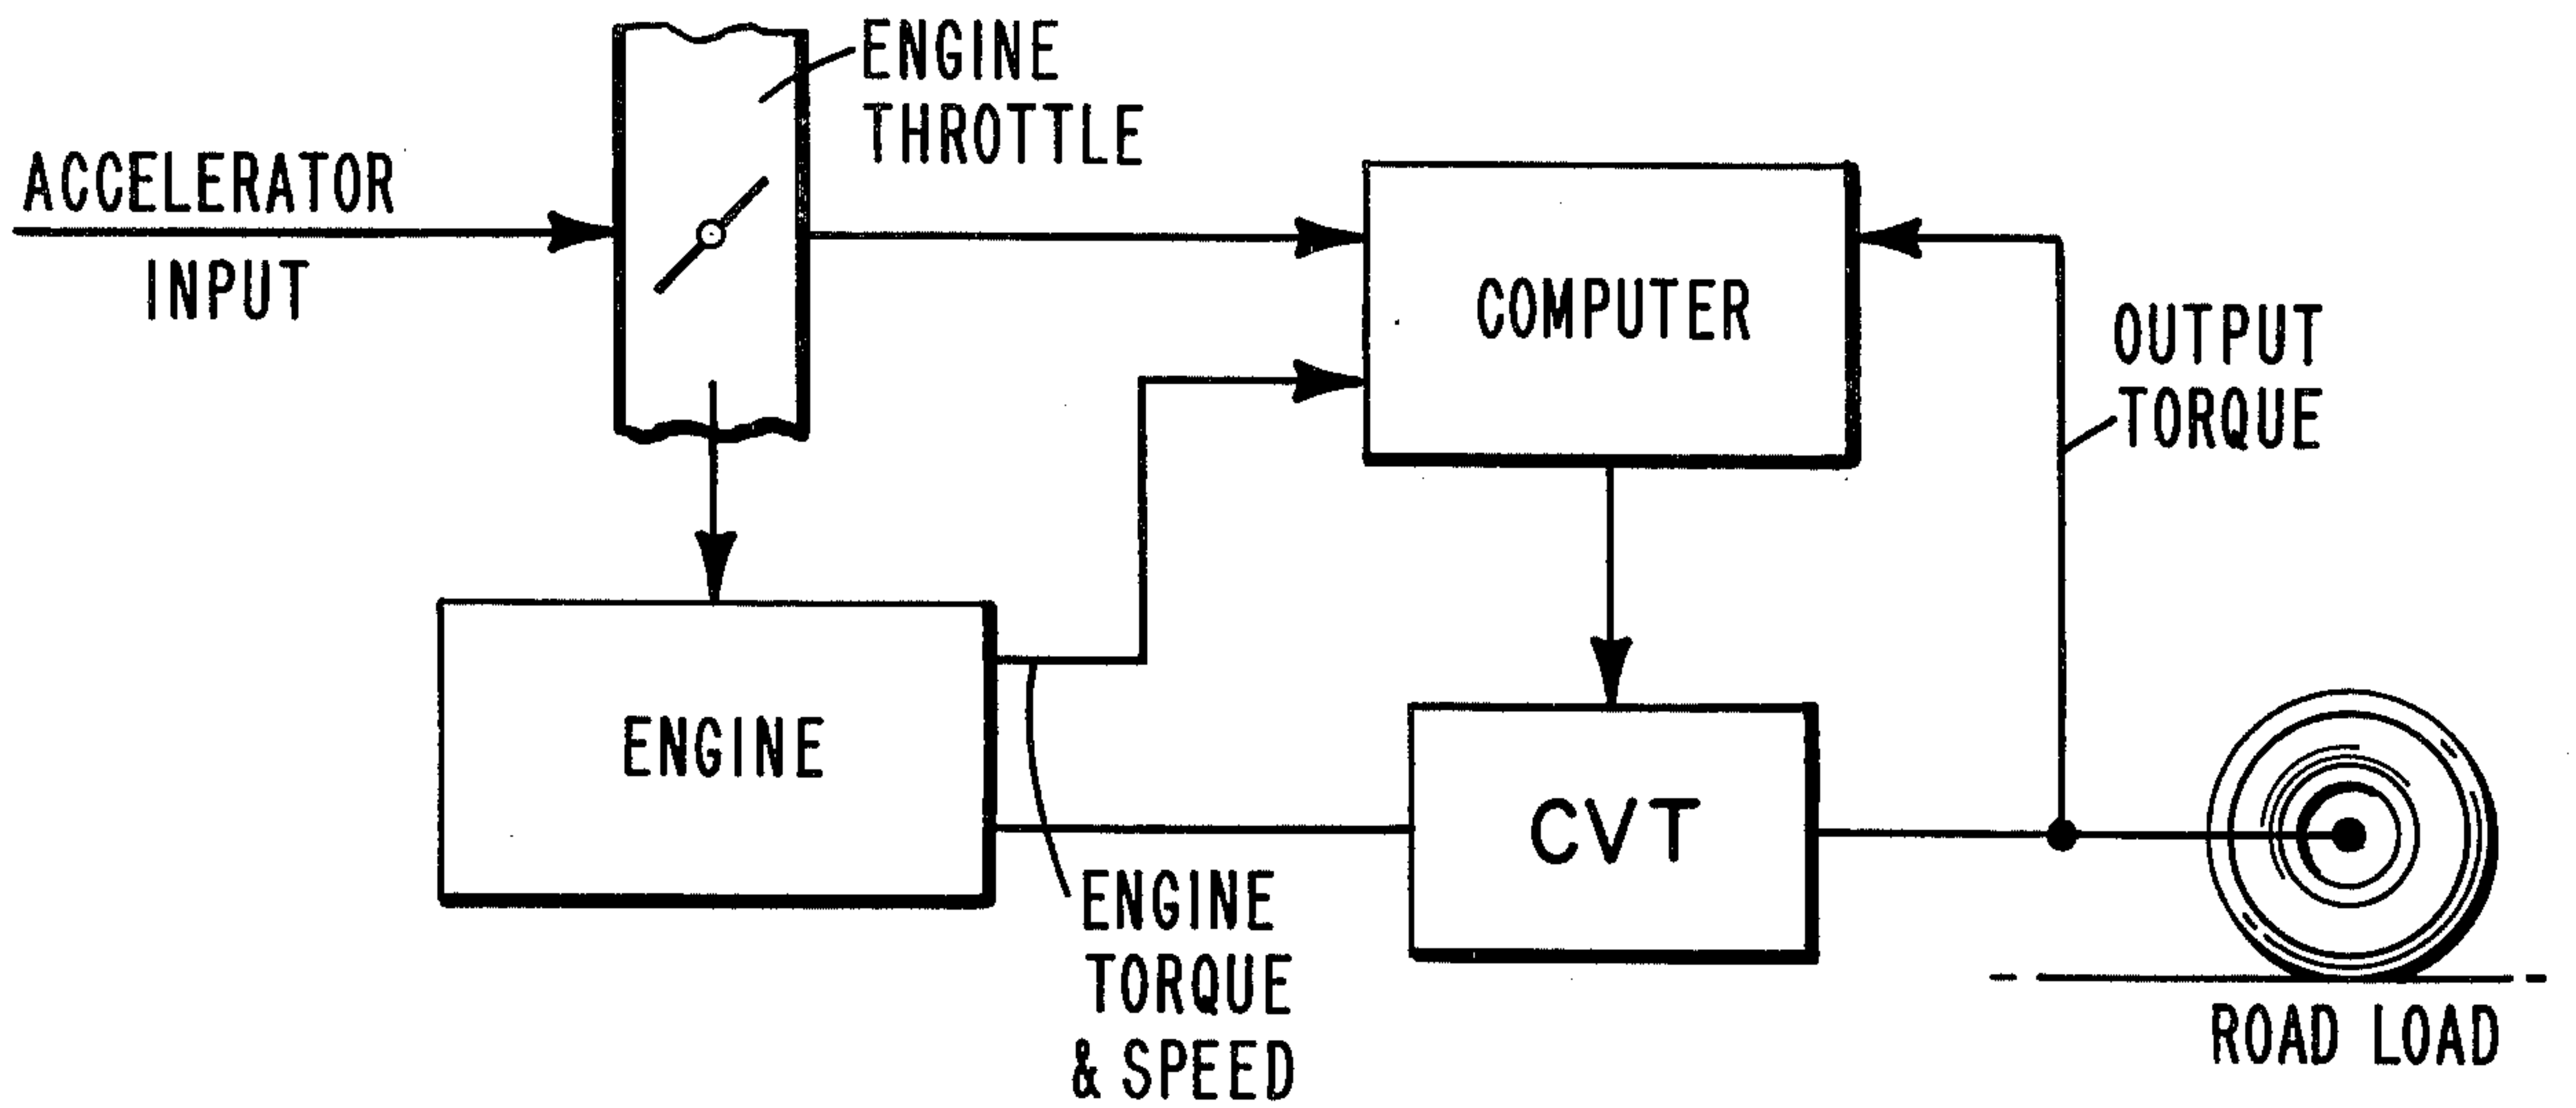 ENGINE
THROTTLE
ACCELERATOR
INPUT
COMPUTER
OUTPUT
TORQUE
ENGINE
CVT
ENGINE
TORQUE
& SPEED
ROAD LOAD